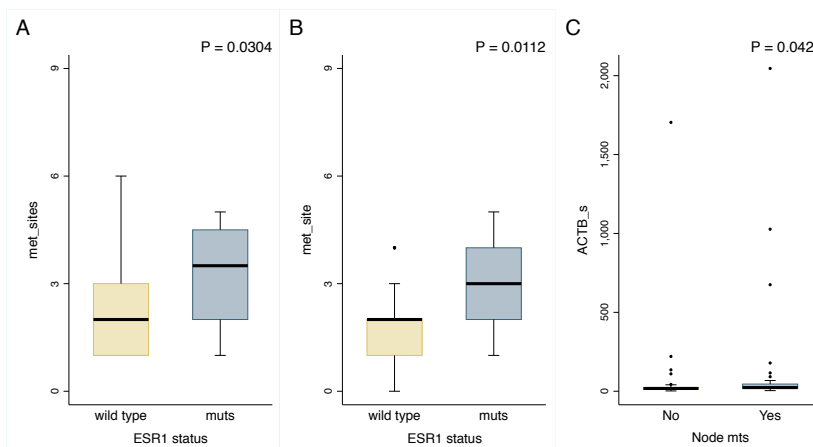 A
P = 0.0304
9
6
3
0
met_sites
wild type
muts
ESR1 status
B
P = 0.0112
9
6
3
0
met_site
wild type
muts
ESR1 status
C
P = 0.042
2,000
1,500
1,000
500
0
ACTB_s
No
Yes
Node mts